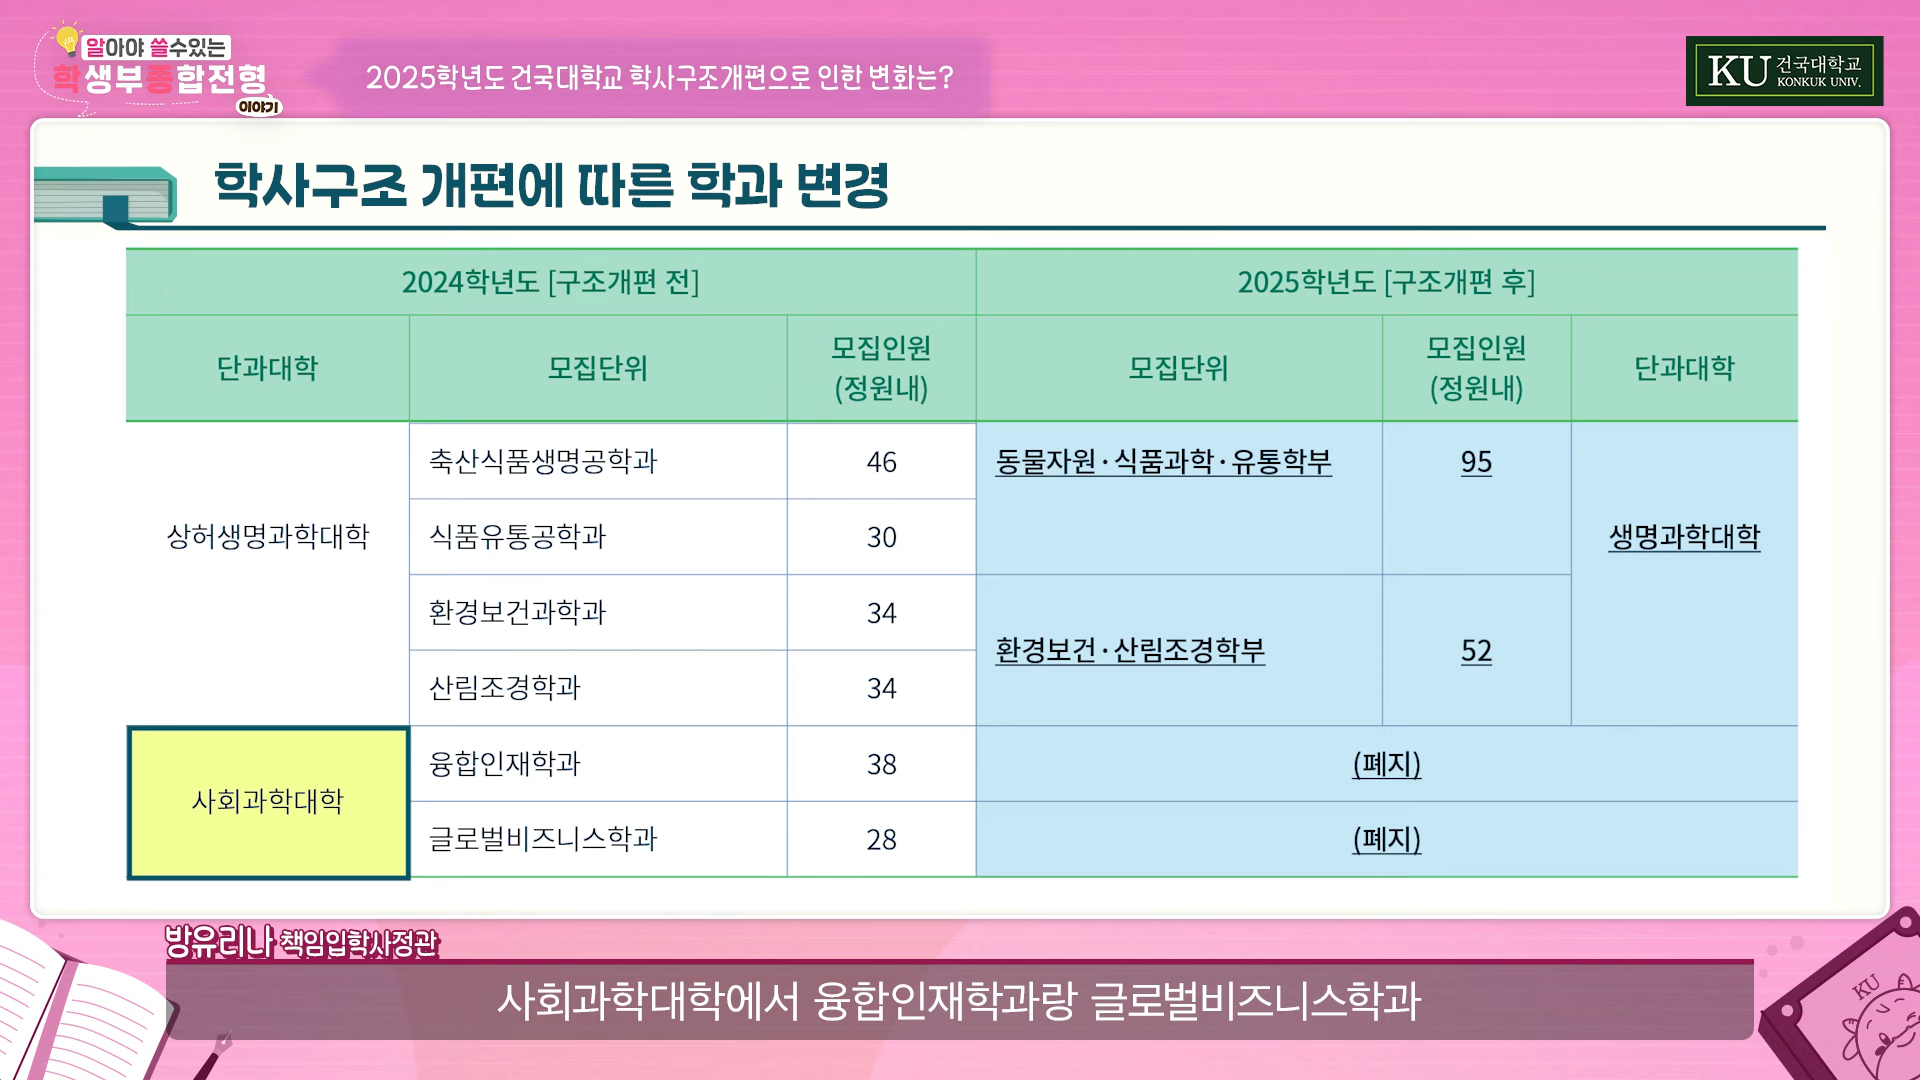 알아야 쓸수있는
학생부종합전형
이야기
2025학년도 건국대학교 학사구조개편으로 인한 변화는?
KU 건국대학교
KONKUK UNIV.
학사구조 개편에 따른 학과 변경
2024학년도 [구조개편 전] 2025학년도 [구조개편 후]
단과대학 모집단위 모집인원 (정원내) 모집단위 모집인원 (정원내) 단과대학
축산식품생명공학과 46 동물자원·식품과학·유통학부 95
상허생명과학대학 식품유통공학과 30 생명과학대학
환경보건과학과 34
환경보건·산림조경학부 52
산림조경학과 34
융합인재학과 38 (폐지)
사회과학대학
글로벌비즈니스학과 28 (폐지)
방유리나 책임입학사정관
사회과학대학에서 융합인재학과랑 글로벌비즈니스학과
KU